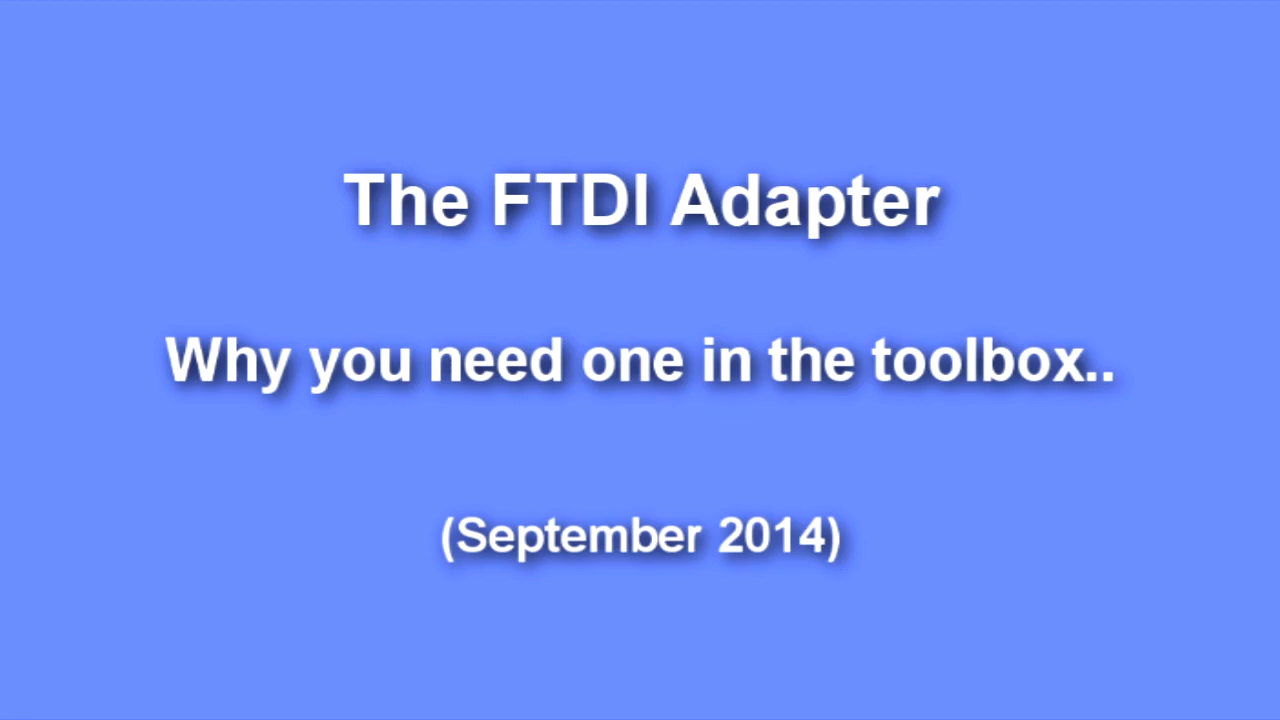 The FTDI Adapter
Why you need one in the toolbox..
(September 2014)